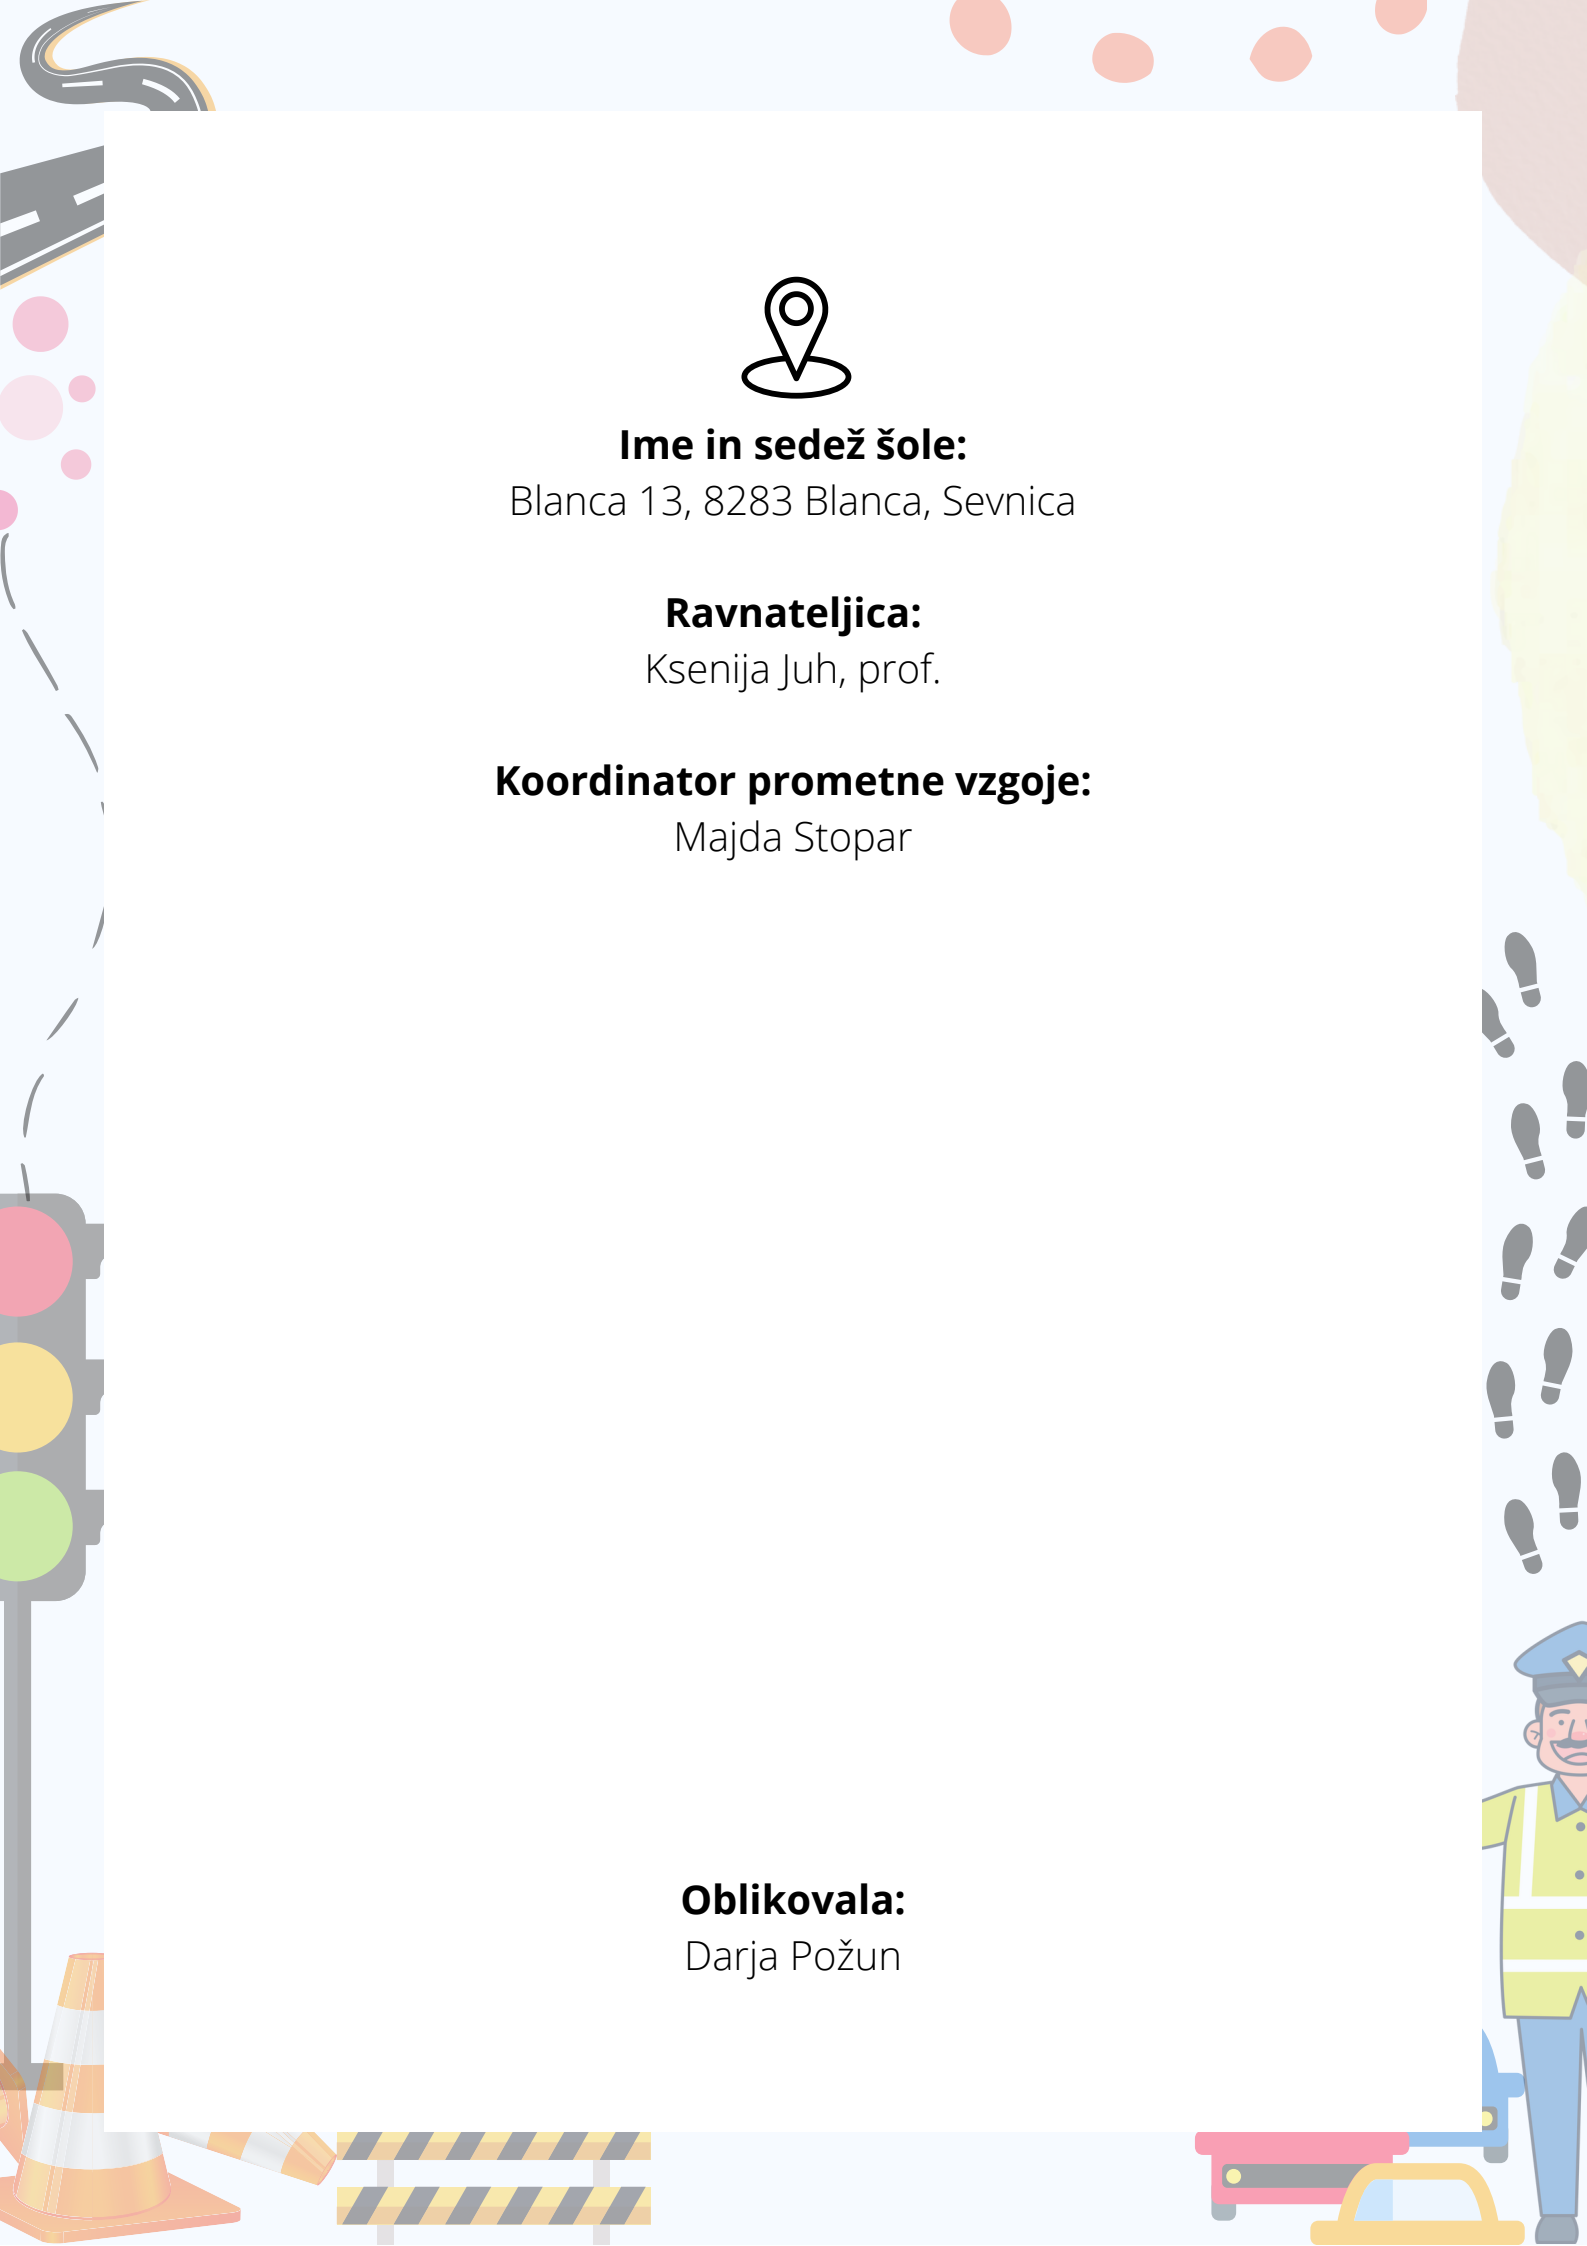 Ime in sedež šole:
Blanca 13, 8283 Blanca, Sevnica
Ravnateljica:
Ksenija Juh, prof.
Koordinator prometne vzgoje:
Majda Stopar
Oblikovala:
Darja Požun